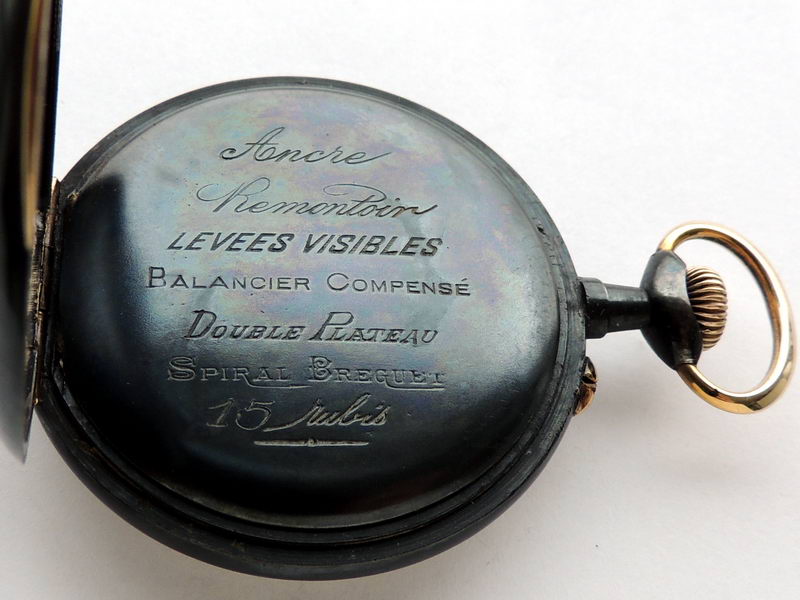 Ancre
Remontoir
LEVEES VISIBLES
BALANCIER COMPENSÉ
DOUBLE PLATEAU
SPIRAL BREGUET
15 rubis